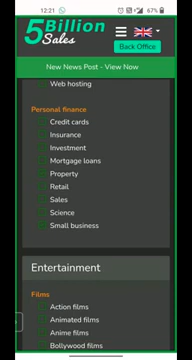 12:21
67%
5 Billion
Sales
Back Office
New News Post - View Now
Web hosting
Personal finance
Credit cards
Insurance
Investment
Mortgage loans
Property
Retail
Sales
Science
Small business
Entertainment
Films
Action films
Animated films
Anime films
Bollywood films